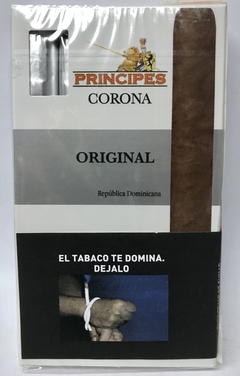 PRINCIPES
CORONA
ORIGINAL
República Dominicana
EL TABACO TE DOMINA.
DEJALO